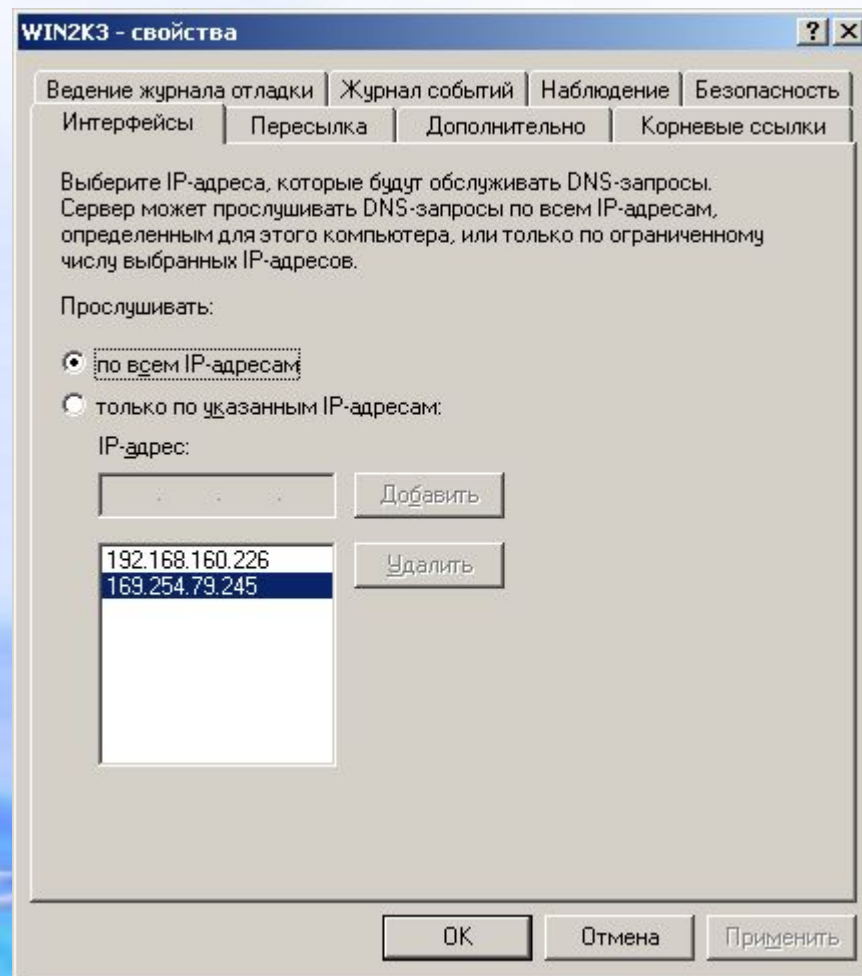 WIN2K3 - свойства
Ведение журнала отладки Журнал событий Наблюдение Безопасность
Интерфейсы Пересылка Дополнительно Корневые ссылки
Выберите IP-адреса, которые будут обслуживать DNS-запросы.
Сервер может прослушивать DNS-запросы по всем IP-адресам,
определенным для этого компьютера, или только по ограниченному
числу выбранных IP-адресов.
Прослушивать:
по всем IP-адресам
только по указанным IP-адресам:
IP-адрес:
Добавить
192.168.160.226
169.254.79.245
Удалить
OK Отмена Применить